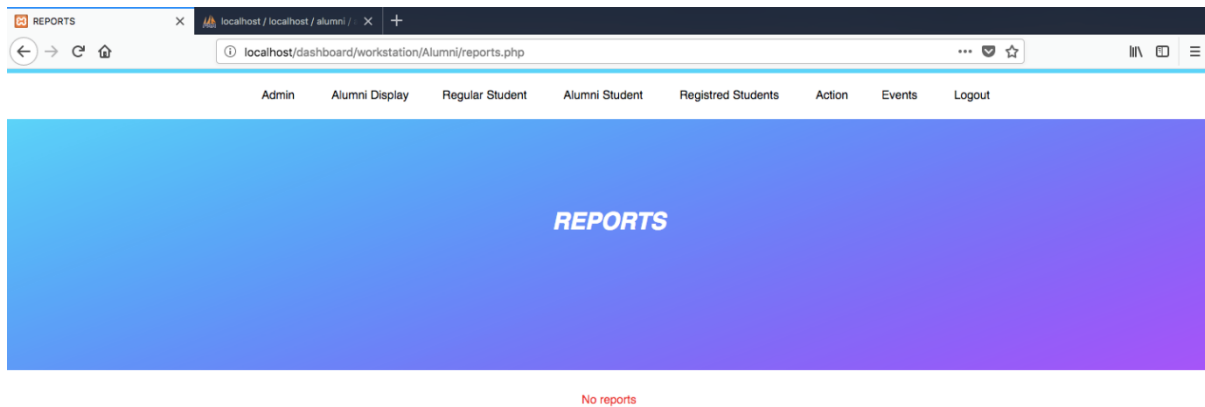 REPORTS
localhost / localhost / alumni /
localhost/dashboard/workstation/Alumni/reports.php
Admin Alumni Display Regular Student Alumni Student Registred Students Action Events Logout
REPORTS
No reports